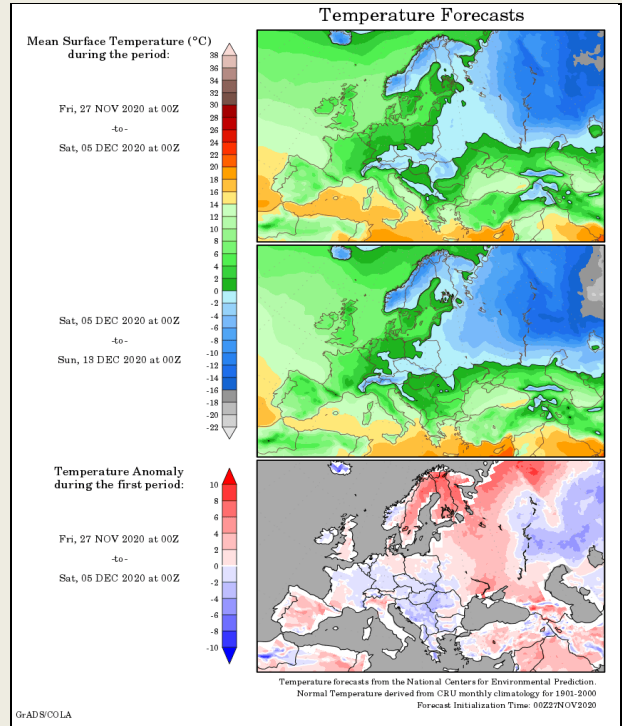 Temperature Forecasts
Mean Surface Temperature (°C)
during the period:
Fri, 27 NOV 2020 at 00Z
-to-
Sat, 05 DEC 2020 at 00Z
38
36
34
32
30
28
26
24
22
20
18
16
14
12
10
8
6
4
2
0
-2
-4
-6
-8
-10
-12
-14
-16
-18
-20
-22
Sat, 05 DEC 2020 at 00Z
-to-
Sun, 13 DEC 2020 at 00Z
Temperature Anomaly
during the first period:
Fri, 27 NOV 2020 at 00Z
-to-
Sat, 05 DEC 2020 at 00Z
10
8
6
4
2
0
-2
-4
-6
-8
-10
Temperature forecasts from the National Centers for Environmental Prediction.
Normal Temperature derived from CRU monthly climatology for 1901-2000
Forecast Initialization Time: 00Z27NOV2020
GrADS/COLA